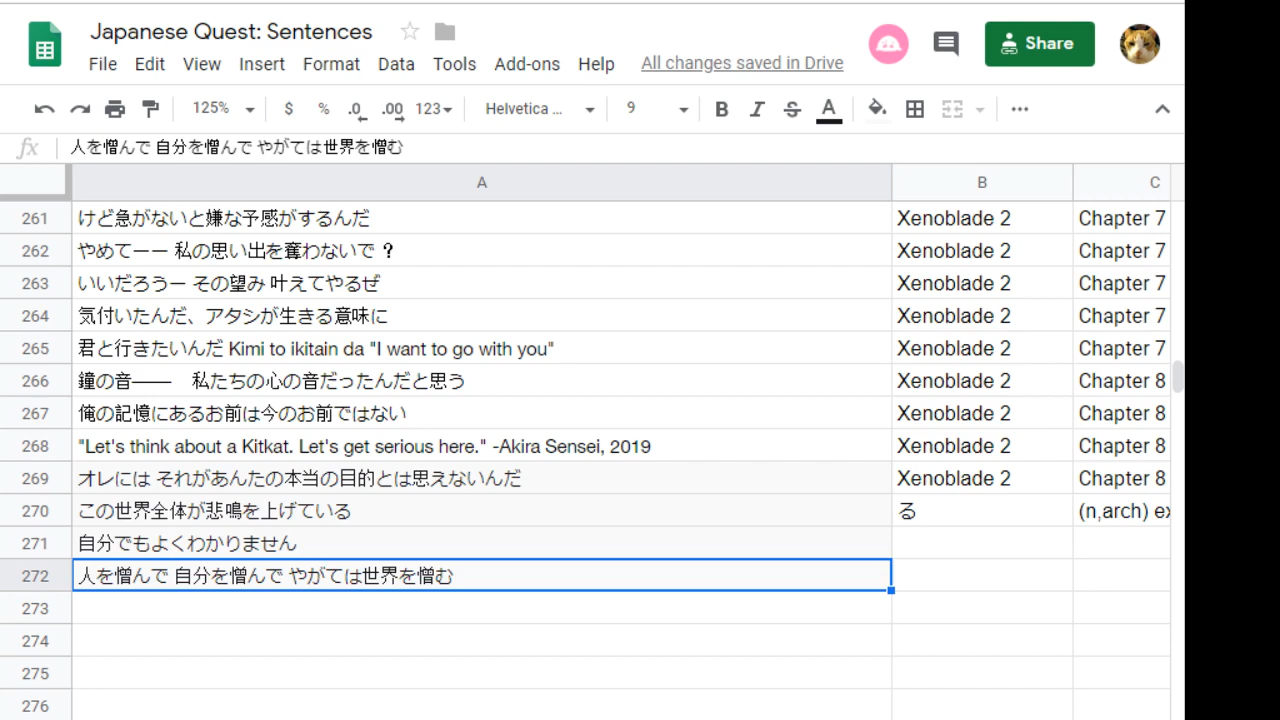 Japanese Quest: Sentences
File Edit View Insert Format Data Tools Add-ons Help All changes saved in Drive
Share
125% $ % .0 .00 123 Helvetica ... 9 B I S A
fx 人を憎んで 自分を憎んで やがては世界を憎む
A B C
261 けど急がないと嫌な予感がするんだ Xenoblade 2 Chapter 7
262 やめてーー 私の思い出を奪わないで ? Xenoblade 2 Chapter 7
263 いいだろうー その望み 叶えてやるぜ Xenoblade 2 Chapter 7
264 気付いたんだ、アタシが生きる意味に Xenoblade 2 Chapter 7
265 君と行きたいんだ Kimi to ikitain da "I want to go with you" Xenoblade 2 Chapter 7
266 鐘の音——　私たちの心の音だったんだと思う Xenoblade 2 Chapter 8
267 俺の記憶にあるお前は今のお前ではない Xenoblade 2 Chapter 8
268 "Let's think about a Kitkat. Let's get serious here." -Akira Sensei, 2019 Xenoblade 2 Chapter 8
269 オレには それがあんたの本当の目的とは思えないんだ Xenoblade 2 Chapter 8
270 この世界全体が悲鳴を上げている る (n,arch) ex
271 自分でもよくわかりません
272 人を憎んで 自分を憎んで やがては世界を憎む
273
274
275
276